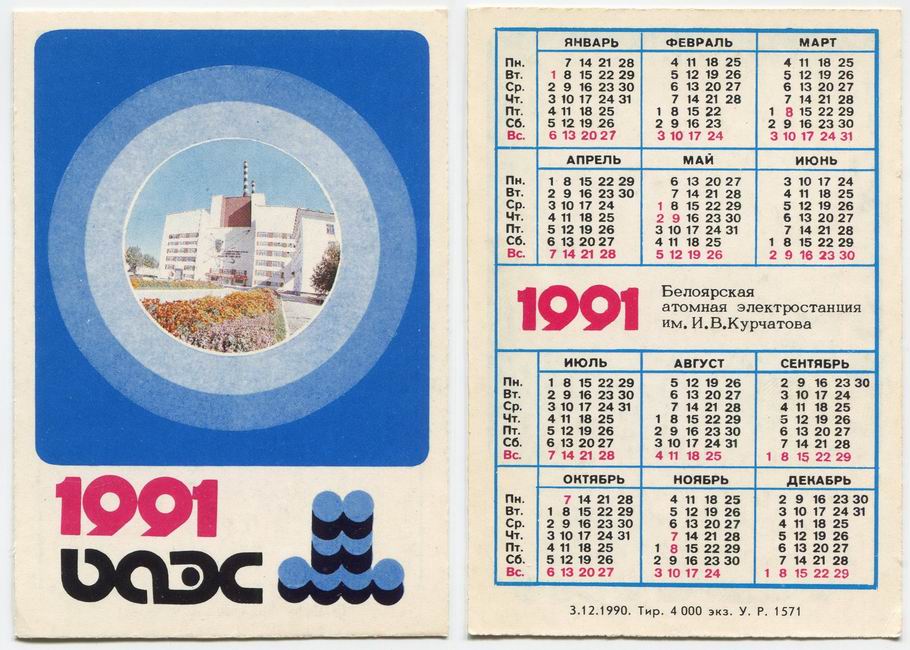 1991
БАЭС
ЯНВАРЬ ФЕВРАЛЬ МАРТ
Пн. 7 14 21 28 4 11 18 25 4 11 18 25
Вт. 1 8 15 22 29 5 12 19 26 5 12 19 26
Ср. 2 9 16 23 30 6 13 20 27 6 13 20 27
Чт. 3 10 17 24 31 7 14 21 28 7 14 21 28
Пт. 4 11 18 25 1 8 15 22 1 8 15 22 29
Сб. 5 12 19 26 2 9 16 23 2 9 16 23 30
Вс. 6 13 20 27 3 10 17 24 3 10 17 24 31
АПРЕЛЬ МАЙ ИЮНЬ
Пн. 1 8 15 22 29 6 13 20 27 3 10 17 24
Вт. 2 9 16 23 30 7 14 21 28 4 11 18 25
Ср. 3 10 17 24 1 8 15 22 29 5 12 19 26
Чт. 4 11 18 25 2 9 16 23 30 6 13 20 27
Пт. 5 12 19 26 3 10 17 24 31 7 14 21 28
Сб. 6 13 20 27 4 11 18 25 1 8 15 22 29
Вс. 7 14 21 28 5 12 19 26 2 9 16 23 30
1991
Белоярская
атомная электростанция
им. И.В.Курчатова
ИЮЛЬ АВГУСТ СЕНТЯБРЬ
Пн. 1 8 15 22 29 5 12 19 26 2 9 16 23 30
Вт. 2 9 16 23 30 6 13 20 27 3 10 17 24
Ср. 3 10 17 24 31 7 14 21 28 4 11 18 25
Чт. 4 11 18 25 1 8 15 22 29 5 12 19 26
Пт. 5 12 19 26 2 9 16 23 30 6 13 20 27
Сб. 6 13 20 27 3 10 17 24 31 7 14 21 28
Вс. 7 14 21 28 4 11 18 25 1 8 15 22 29
ОКТЯБРЬ НОЯБРЬ ДЕКАБРЬ
Пн. 7 14 21 28 4 11 18 25 2 9 16 23 30
Вт. 1 8 15 22 29 5 12 19 26 3 10 17 24 31
Ср. 2 9 16 23 30 6 13 20 27 4 11 18 25
Чт. 3 10 17 24 31 7 14 21 28 5 12 19 26
Пт. 4 11 18 25 1 8 15 22 29 6 13 20 27
Сб. 5 12 19 26 2 9 16 23 30 7 14 21 28
Вс. 6 13 20 27 3 10 17 24 1 8 15 22 29
3.12.1990. Тир. 4 000 экз. У. Р. 1571